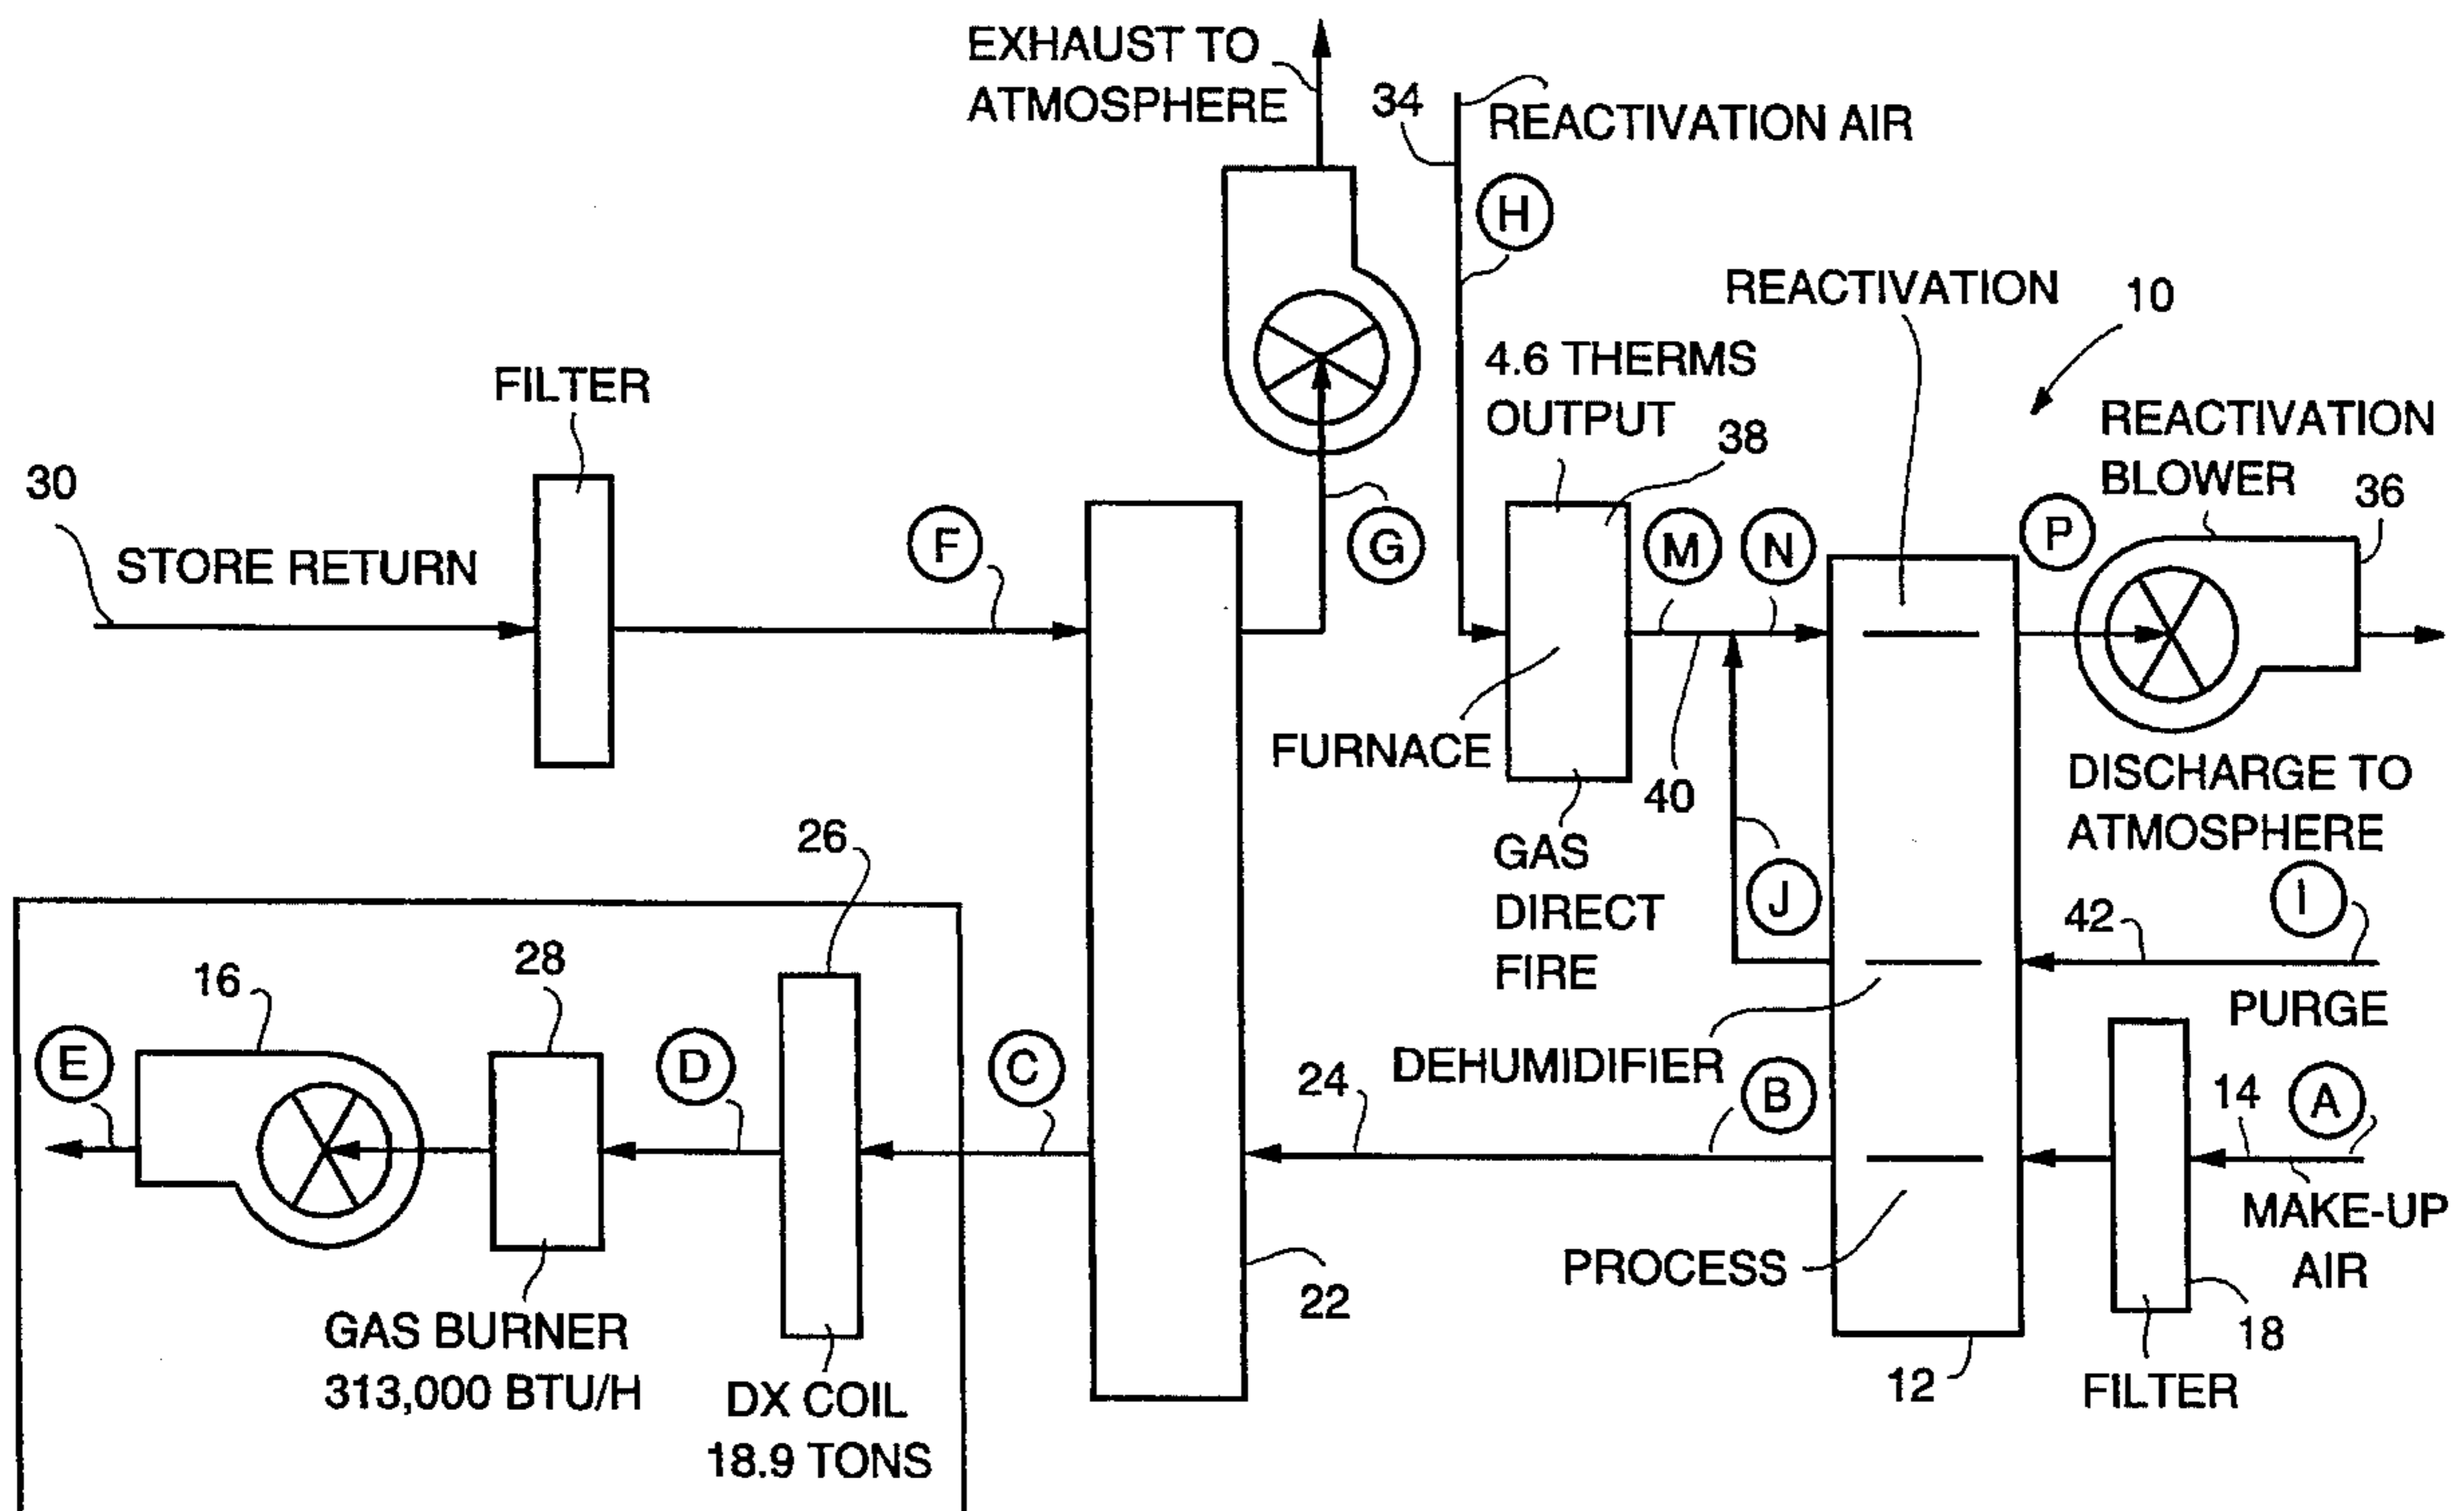 EXHAUST TO
ATMOSPHERE
34
REACTIVATION AIR
H
REACTIVATION
10
4.6 THERMS
OUTPUT
38
REACTIVATION
BLOWER
36
FILTER
30
STORE RETURN
F
G
M
N
P
FURNACE
40
DISCHARGE TO
ATMOSPHERE
GAS
DIRECT
FIRE
J
42
I
PURGE
26
28
16
E
D
C
24
DEHUMIDIFIER
B
14
A
MAKE-UP
AIR
PROCESS
22
18
12
FILTER
GAS BURNER
313,000 BTU/H
DX COIL
18.9 TONS